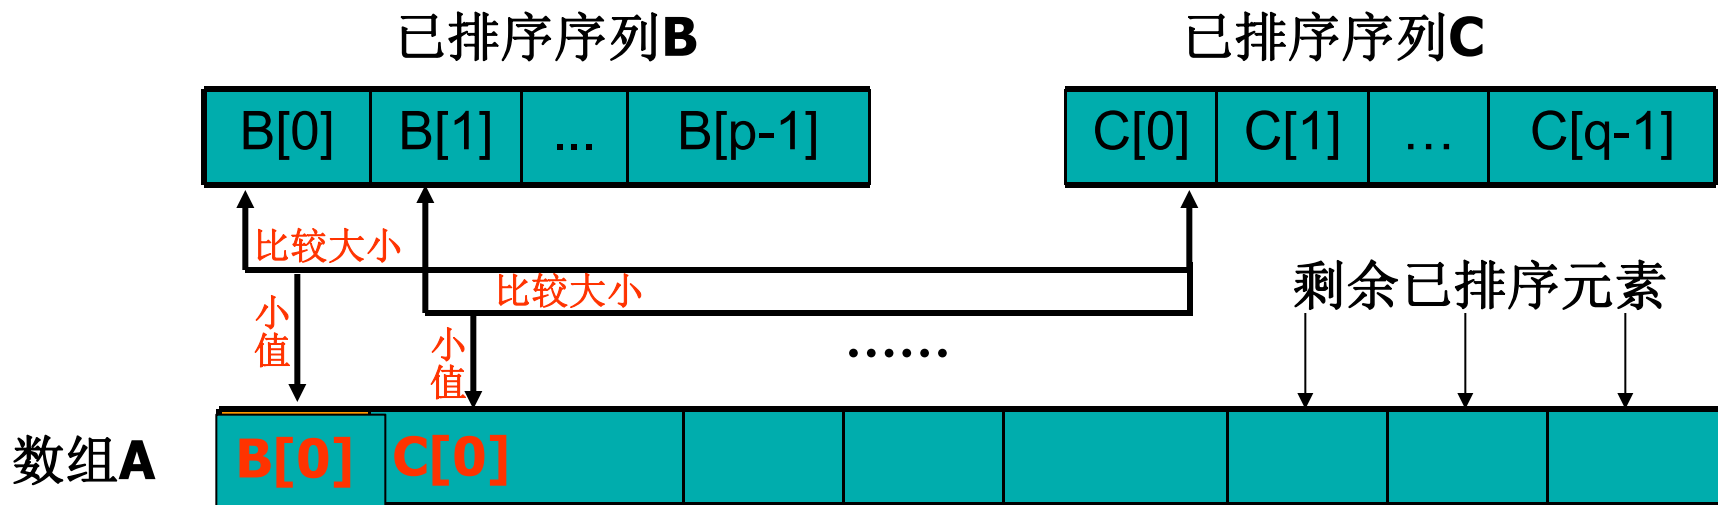 已排序序列B 已排序序列C
B[0] B[1] ... B[p-1] C[0] C[1] … C[q-1]
比较大小
比较大小
剩余已排序元素
小值
小值
……
数组A B[0] C[0]